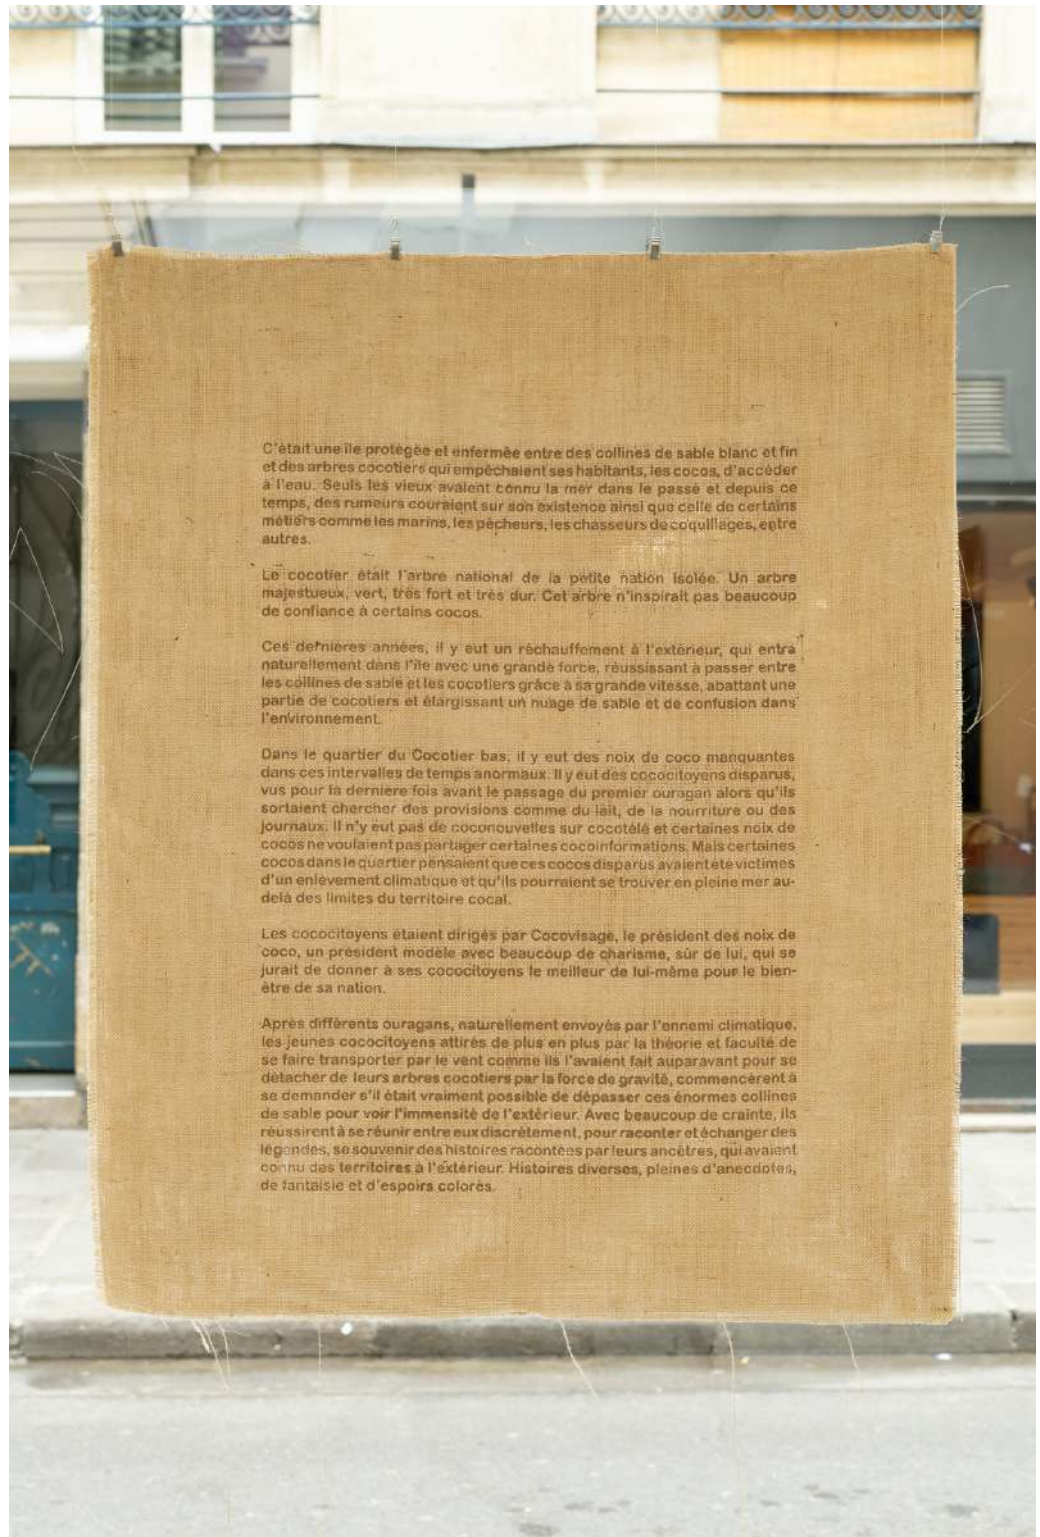 C'était une île protégée et enfermée entre des collines de sable blanc et fin
et des arbres cocotiers qui empêchaient ses habitants, les cocos, d'accéder
à l'eau. Seuls les vieux avaient connu la mer dans le passé et depuis ce
temps, des rumeurs couraient sur son existence ainsi que celle de certains
métiers comme les marins, les pêcheurs, les chasseurs de coquillages, entre
autres.
Le cocotier était l'arbre national de la petite nation isolée. Un arbre
majestueux, vert, très fort et très dur. Cet arbre n'inspirait pas beaucoup
de confiance à certains cocos.
Ces dernières années, il y eut un réchauffement à l'extérieur, qui entra
naturellement dans l'île avec une grande force, réussissant à passer entre
les collines de sable et les cocotiers grâce à sa grande vitesse, abattant une
partie de cocotiers et élargissant un nuage de sable et de confusion dans
l'environnement.
Dans le quartier du Cocotier bas, il y eut des noix de coco manquantes
dans ces intervalles de temps anormaux. Il y eut des cococitoyens disparus,
vus pour la dernière fois avant le passage du premier ouragan alors qu'ils
sortaient chercher des provisions comme du lait, de la nourriture ou des
journaux. Il n'y eut pas de coconouvelles sur cocotélé et certaines noix de
cocos ne voulaient pas partager certaines cocoinformations. Mais certaines
cocos dans le quartier pensaient que ces cocos disparus avaient été victimes
d'un enlèvement climatique et qu'ils pourraient se trouver en pleine mer au-
delà des limites du territoire cocal.
Les cococitoyens étaient dirigés par Cocovisage, le président des noix de
coco, un président modèle avec beaucoup de charisme, sûr de lui, qui se
jurait de donner à ses cococitoyens le meilleur de lui-même pour le bien-
être de sa nation.
Après différents ouragans, naturellement envoyés par l'ennemi climatique,
les jeunes cococitoyens attirés de plus en plus par la théorie et faculté de
se faire transporter par le vent comme ils l'avaient fait auparavant pour se
détacher de leurs arbres cocotiers par la force de gravité, commencèrent à
se demander s'il était vraiment possible de dépasser ces énormes collines
de sable pour voir l'immensité de l'extérieur. Avec beaucoup de crainte, ils
réussirent à se réunir entre eux discrètement, pour raconter et échanger des
légendes, se souvenir des histoires racontées par leurs ancêtres, qui avaient
connu des territoires à l'extérieur. Histoires diverses, pleines d'anecdotes,
de fantaisie et d'espoirs colorés.